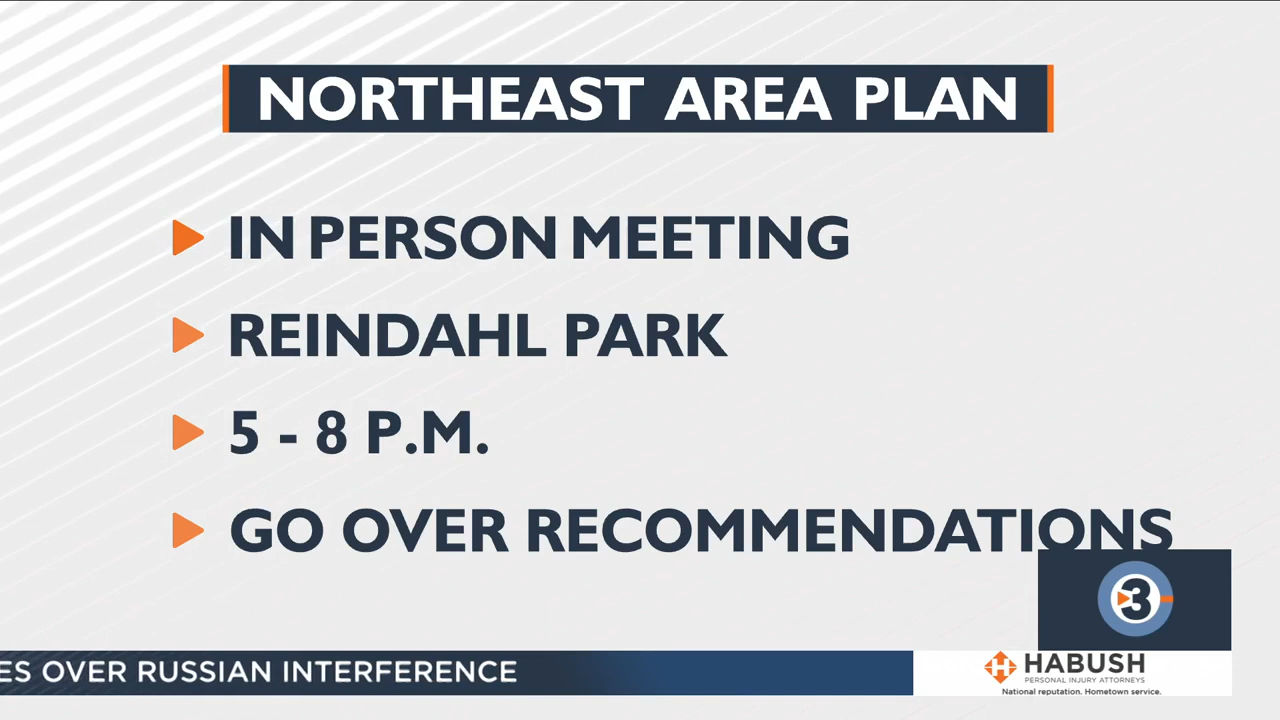 NORTHEAST AREA PLAN
IN PERSON MEETING
REINDAHL PARK
5 - 8 P.M.
GO OVER RECOMMENDATIONS
3
ES OVER RUSSIAN INTERFERENCE
HABUSH
PERSONAL INJURY ATTORNEYS
National reputation. Hometown service.